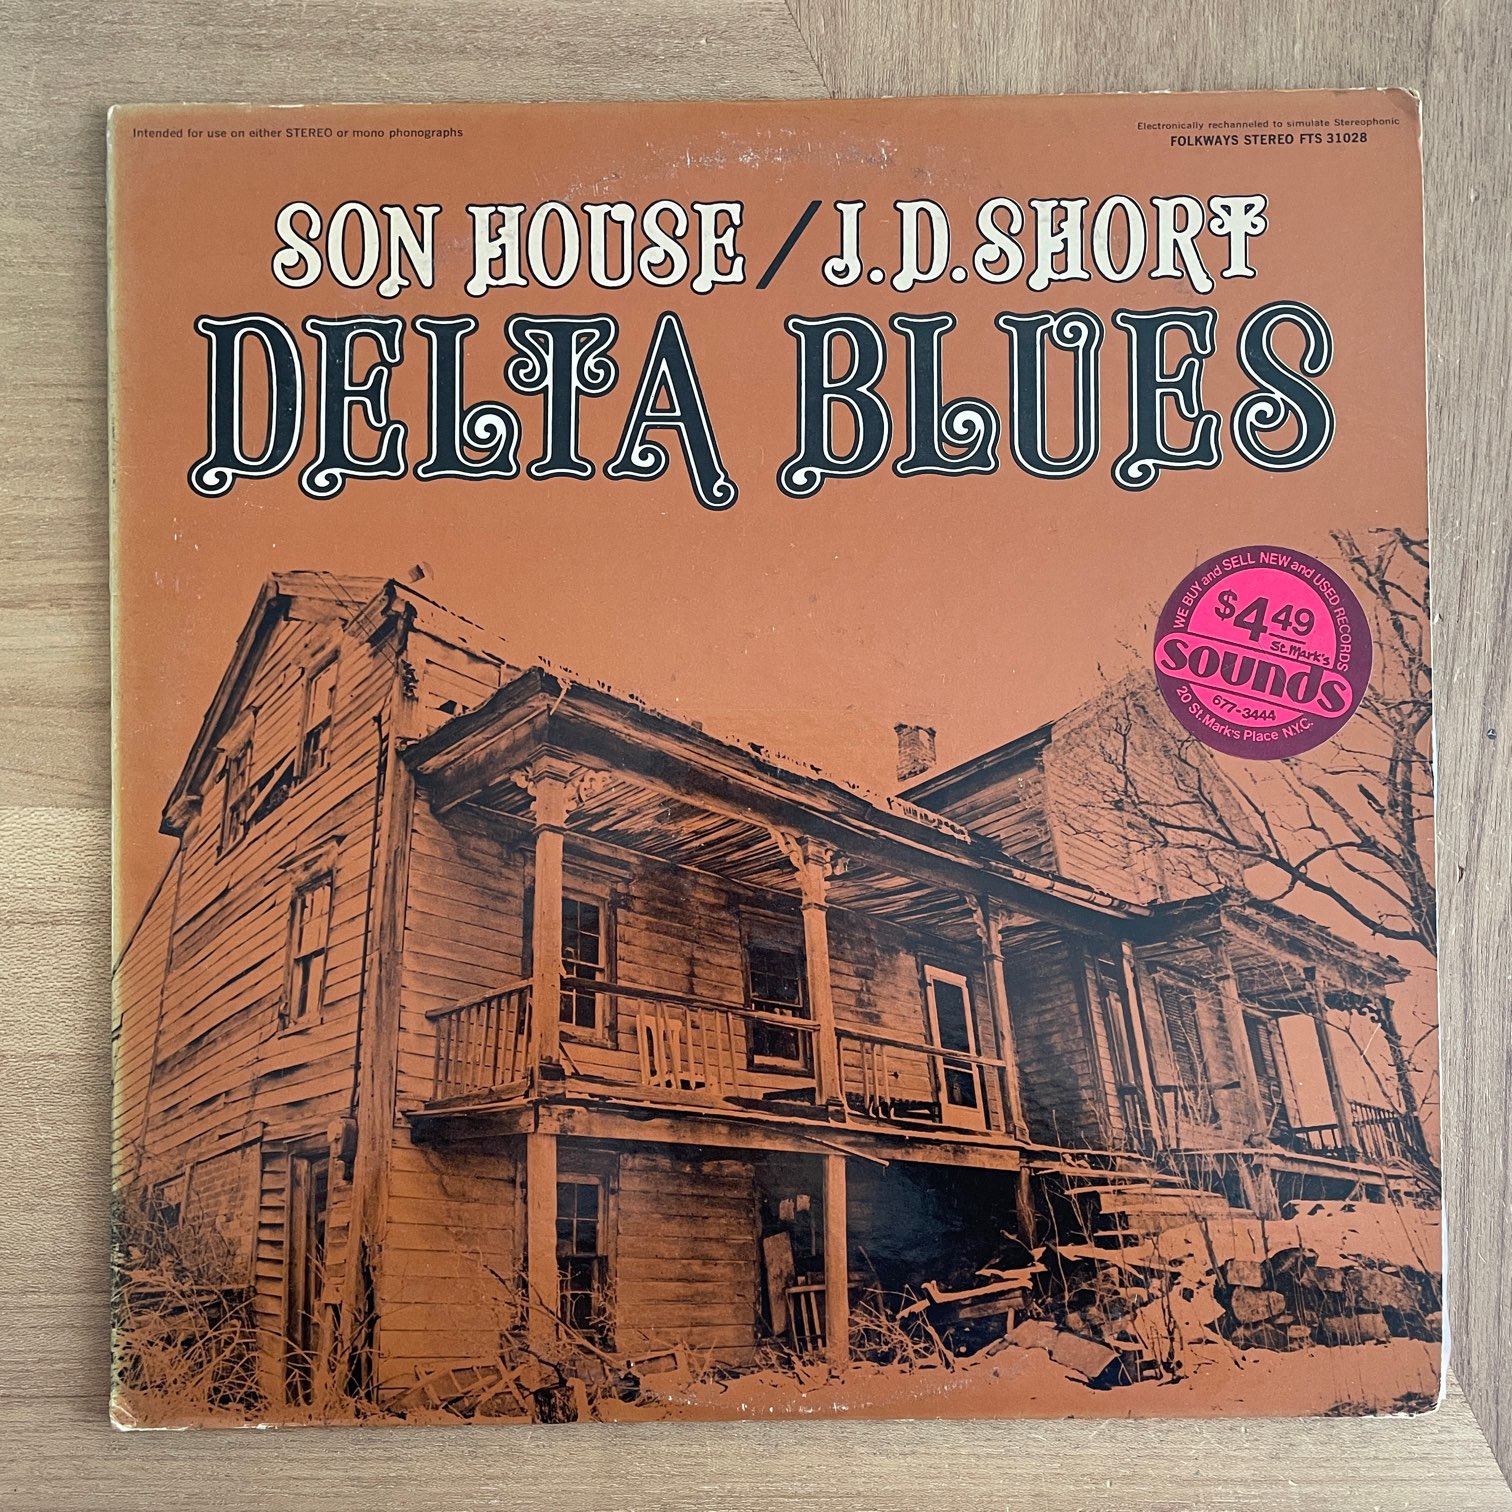 Intended for use on either STEREO or mono phonographs
Electronically rechanneled to simulate Stereophonic
FOLKWAYS STEREO FTS 31028
SON HOUSE/J.D.SHORT
DELTA BLUES
WE BUY and SELL NEW and USED RECORDS
$4.49
St. Mark's
sounds
677-3444
20 St. Mark's Place N.Y.C.